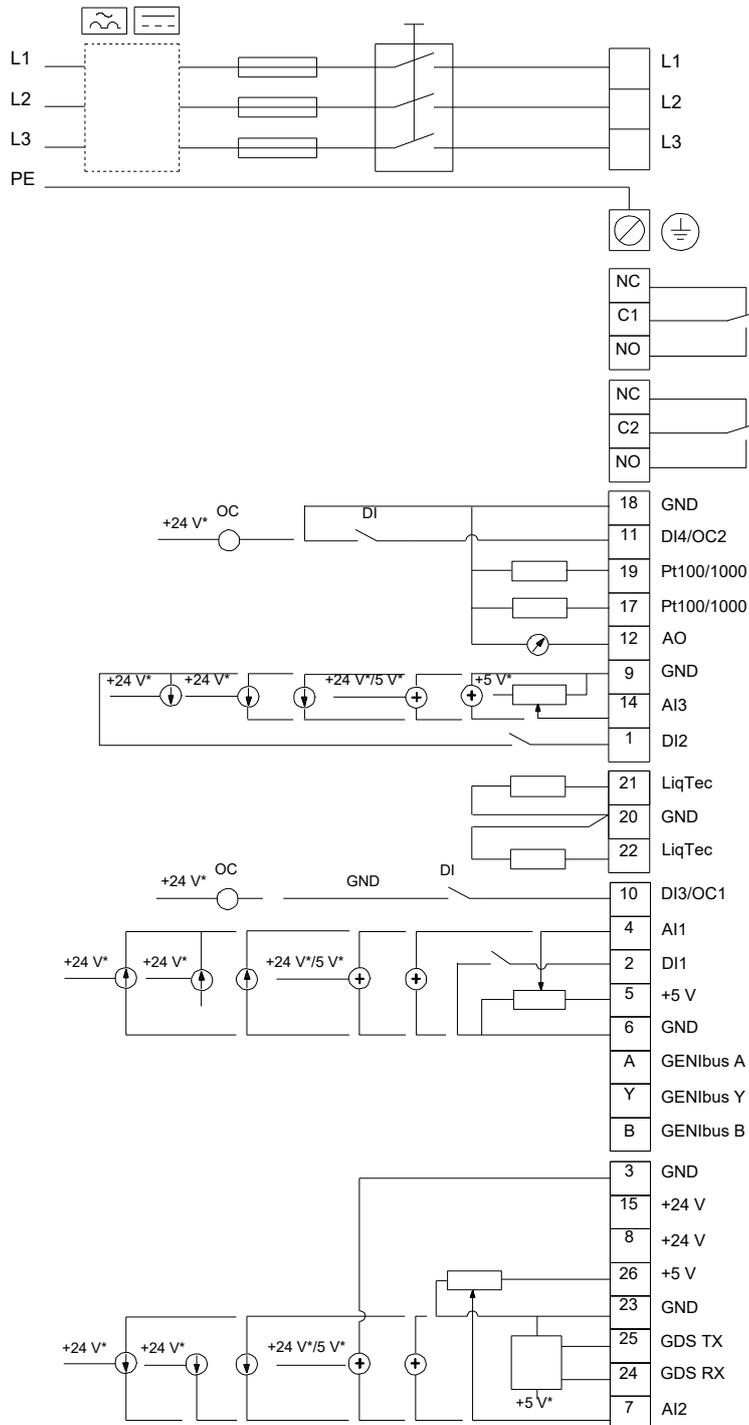 L1 L1
L2 L2
L3 L3
PE
NC
C1
NO
NC
C2
NO
18 GND
+24 V* OC DI 11 DI4/OC2
19 Pt100/1000
17 Pt100/1000
12 AO
9 GND
+24 V* +24 V* +24 V*/5 V* +5 V*
14 AI3
1 DI2
21 LiqTec
20 GND
22 LiqTec
+24 V* OC GND DI 10 DI3/OC1
4 AI1
+24 V* +24 V* +24 V*/5 V* 2 DI1
5 +5 V
6 GND
A GENIbus A
Y GENIbus Y
B GENIbus B
3 GND
15 +24 V
8 +24 V
26 +5 V
23 GND
+24 V* +24 V* +24 V*/5 V* 25 GDS TX
24 GDS RX
+5 V* 7 AI2